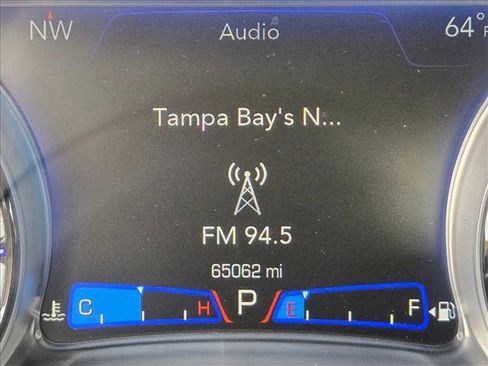 NW Audio 64°
Tampa Bay's N...
FM 94.5
65062 mi
C H P E F